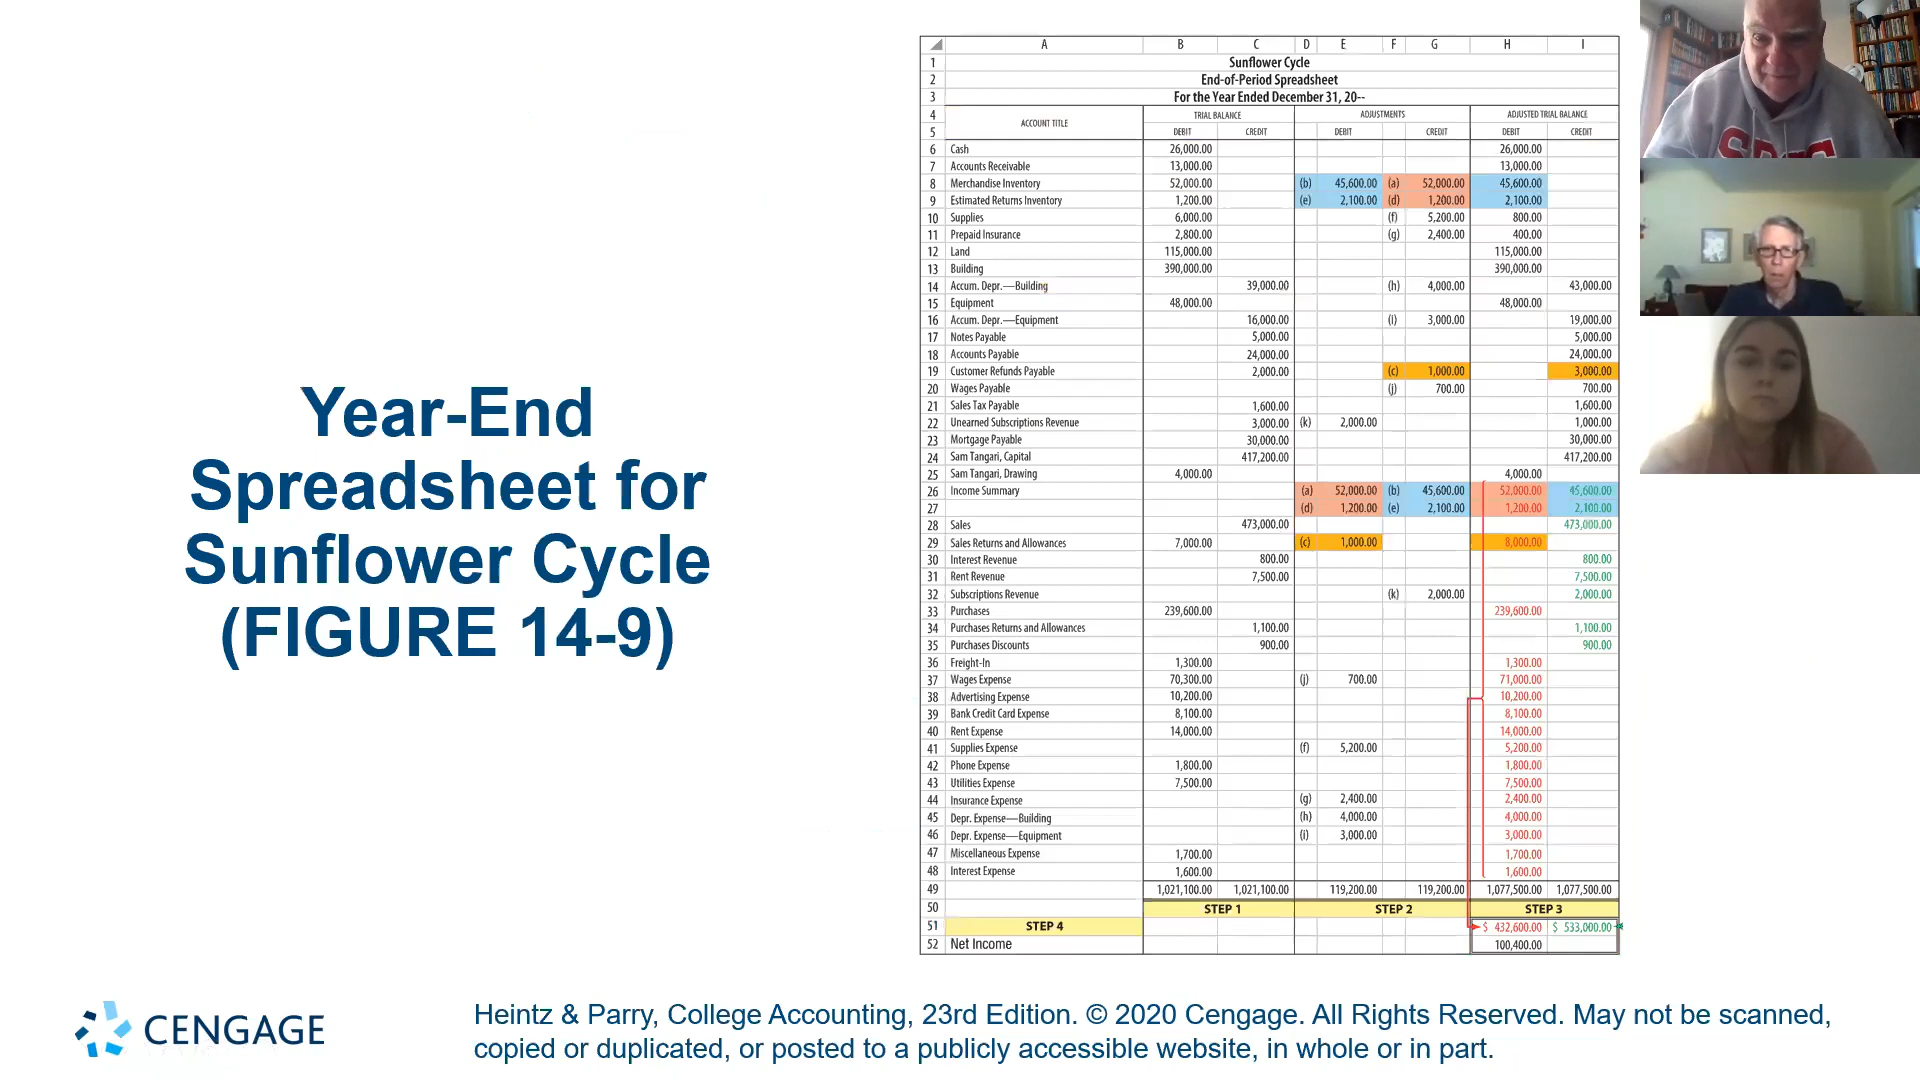 Year-End
Spreadsheet for
Sunflower Cycle
(FIGURE 14-9)
A B C D E F G H I
1 Sunflower Cycle
2 End-of-Period Spreadsheet
3 For the Year Ended December 31, 20--
4 TRIAL BALANCE ADJUSTMENTS ADJUSTED TRIAL BALANCE
ACCOUNT TITLE
5 DEBIT CREDIT DEBIT CREDIT DEBIT CREDIT
6 Cash 26,000.00 26,000.00
7 Accounts Receivable 13,000.00 13,000.00
8 Merchandise Inventory 52,000.00 (b) 45,600.00 (a) 52,000.00 45,600.00
9 Estimated Returns Inventory 1,200.00 (e) 2,100.00 (d) 1,200.00 2,100.00
10 Supplies 6,000.00 (f) 5,200.00 800.00
11 Prepaid Insurance 2,800.00 (g) 2,400.00 400.00
12 Land 115,000.00 115,000.00
13 Building 390,000.00 390,000.00
14 Accum. Depr.—Building 39,000.00 (h) 4,000.00 43,000.00
15 Equipment 48,000.00 48,000.00
16 Accum. Depr.—Equipment 16,000.00 (i) 3,000.00 19,000.00
17 Notes Payable 5,000.00 5,000.00
18 Accounts Payable 24,000.00 24,000.00
19 Customer Refunds Payable 2,000.00 (c) 1,000.00 3,000.00
20 Wages Payable (j) 700.00 700.00
21 Sales Tax Payable 1,600.00 1,600.00
22 Unearned Subscriptions Revenue 3,000.00 (k) 2,000.00 1,000.00
23 Mortgage Payable 30,000.00 30,000.00
24 Sam Tangari, Capital 417,200.00 417,200.00
25 Sam Tangari, Drawing 4,000.00 4,000.00
26 Income Summary (a) 52,000.00 (b) 45,600.00 52,000.00 45,600.00
27 (d) 1,200.00 (e) 2,100.00 1,200.00 2,100.00
28 Sales 473,000.00 473,000.00
29 Sales Returns and Allowances 7,000.00 (c) 1,000.00 8,000.00
30 Interest Revenue 800.00 800.00
31 Rent Revenue 7,500.00 7,500.00
32 Subscriptions Revenue (k) 2,000.00 2,000.00
33 Purchases 239,600.00 239,600.00
34 Purchases Returns and Allowances 1,100.00 1,100.00
35 Purchases Discounts 900.00 900.00
36 Freight-In 1,300.00 1,300.00
37 Wages Expense 70,300.00 (j) 700.00 71,000.00
38 Advertising Expense 10,200.00 10,200.00
39 Bank Credit Card Expense 8,100.00 8,100.00
40 Rent Expense 14,000.00 14,000.00
41 Supplies Expense (f) 5,200.00 5,200.00
42 Phone Expense 1,800.00 1,800.00
43 Utilities Expense 7,500.00 7,500.00
44 Insurance Expense (g) 2,400.00 2,400.00
45 Depr. Expense—Building (h) 4,000.00 4,000.00
46 Depr. Expense—Equipment (i) 3,000.00 3,000.00
47 Miscellaneous Expense 1,700.00 1,700.00
48 Interest Expense 1,600.00 1,600.00
49 1,021,100.00 1,021,100.00 119,200.00 119,200.00 1,077,500.00 1,077,500.00
50 STEP 1 STEP 2 STEP 3
51 STEP 4 $ 432,600.00 $ 533,000.00
52 Net Income 100,400.00
CENGAGE
Heintz & Parry, College Accounting, 23rd Edition. © 2020 Cengage. All Rights Reserved. May not be scanned,
copied or duplicated, or posted to a publicly accessible website, in whole or in part.